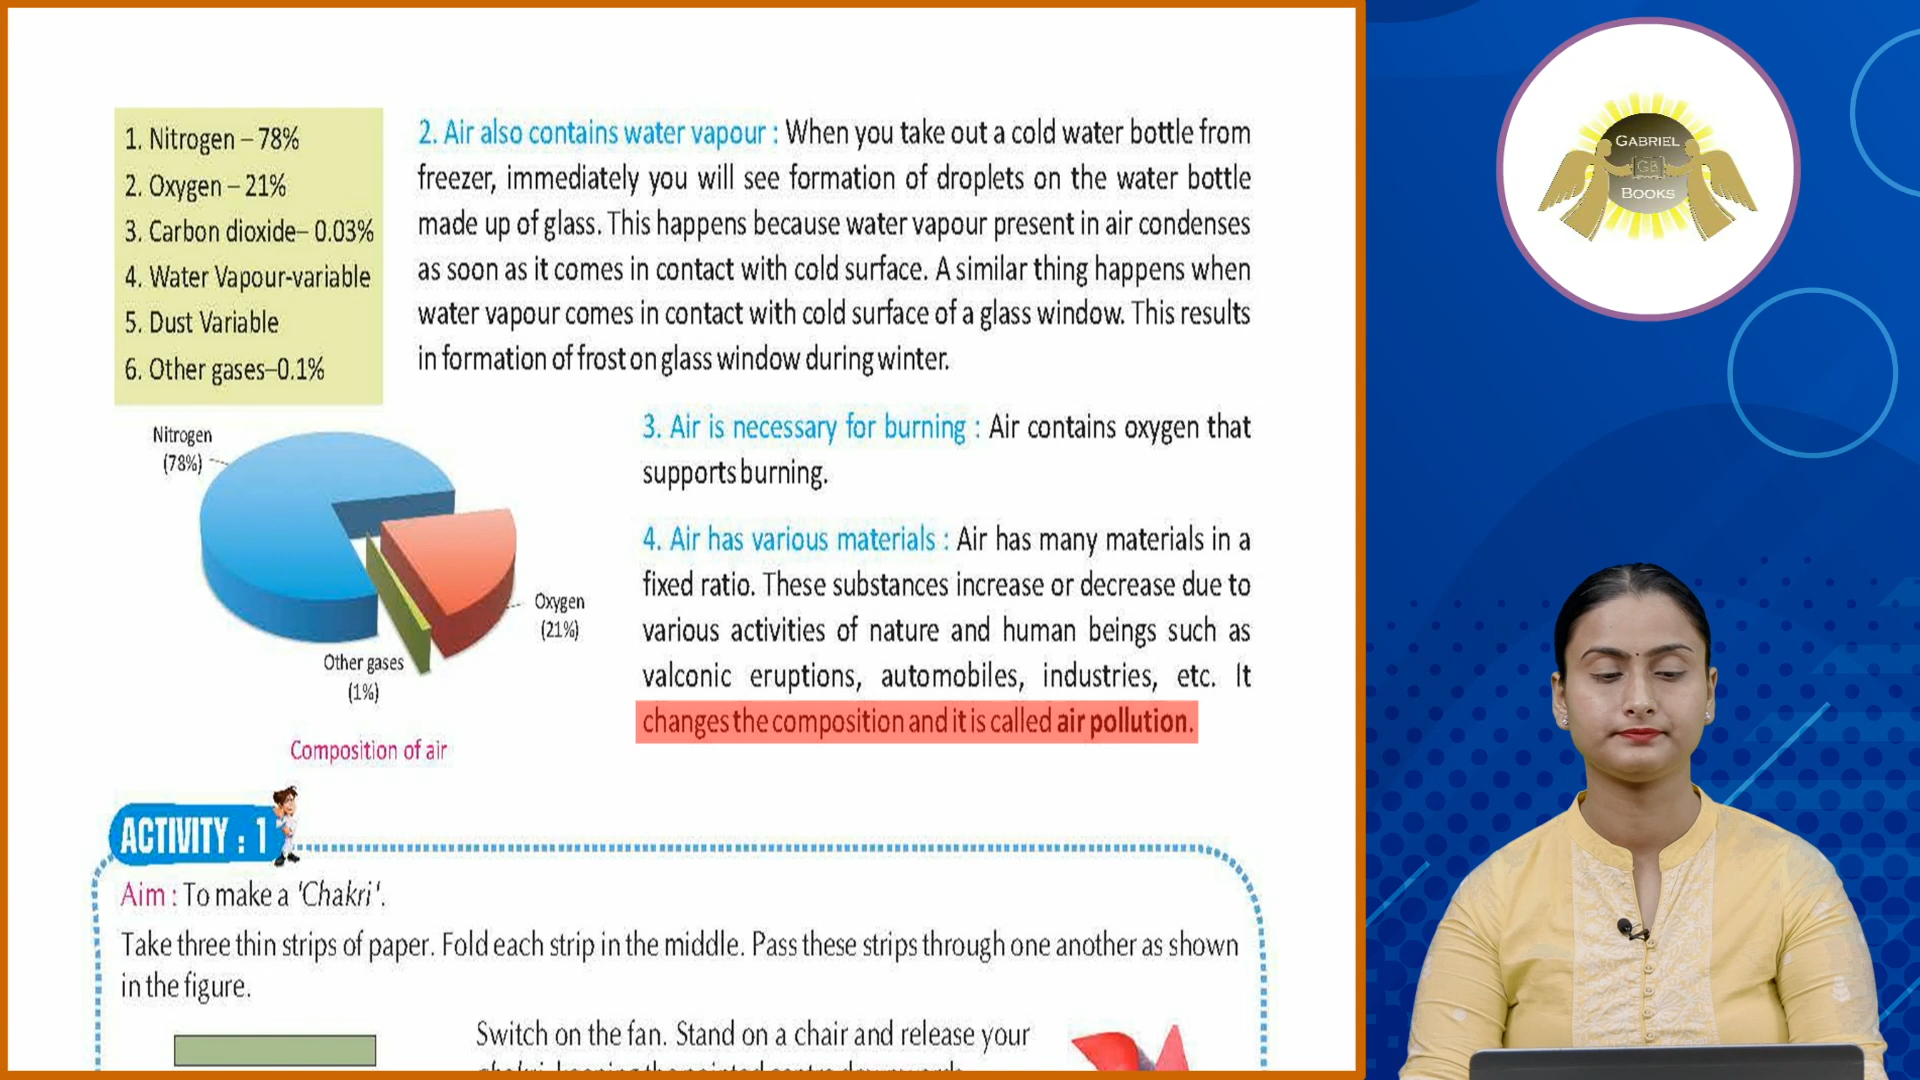 1. Nitrogen – 78%
2. Oxygen – 21%
3. Carbon dioxide– 0.03%
4. Water Vapour-variable
5. Dust Variable
6. Other gases–0.1%
2. Air also contains water vapour : When you take out a cold water bottle from
freezer, immediately you will see formation of droplets on the water bottle
made up of glass. This happens because water vapour present in air condenses
as soon as it comes in contact with cold surface. A similar thing happens when
water vapour comes in contact with cold surface of a glass window. This results
in formation of frost on glass window during winter.
Nitrogen
(78%)
Oxygen
(21%)
Other gases
(1%)
Composition of air
3. Air is necessary for burning : Air contains oxygen that
supports burning.
4. Air has various materials : Air has many materials in a
fixed ratio. These substances increase or decrease due to
various activities of nature and human beings such as
valconic eruptions, automobiles, industries, etc. It
changes the composition and it is called air pollution.
ACTIVITY : 1
Aim : To make a 'Chakri'.
Take three thin strips of paper. Fold each strip in the middle. Pass these strips through one another as shown
in the figure.
Switch on the fan. Stand on a chair and release your
GABRIEL
GB
BOOKS